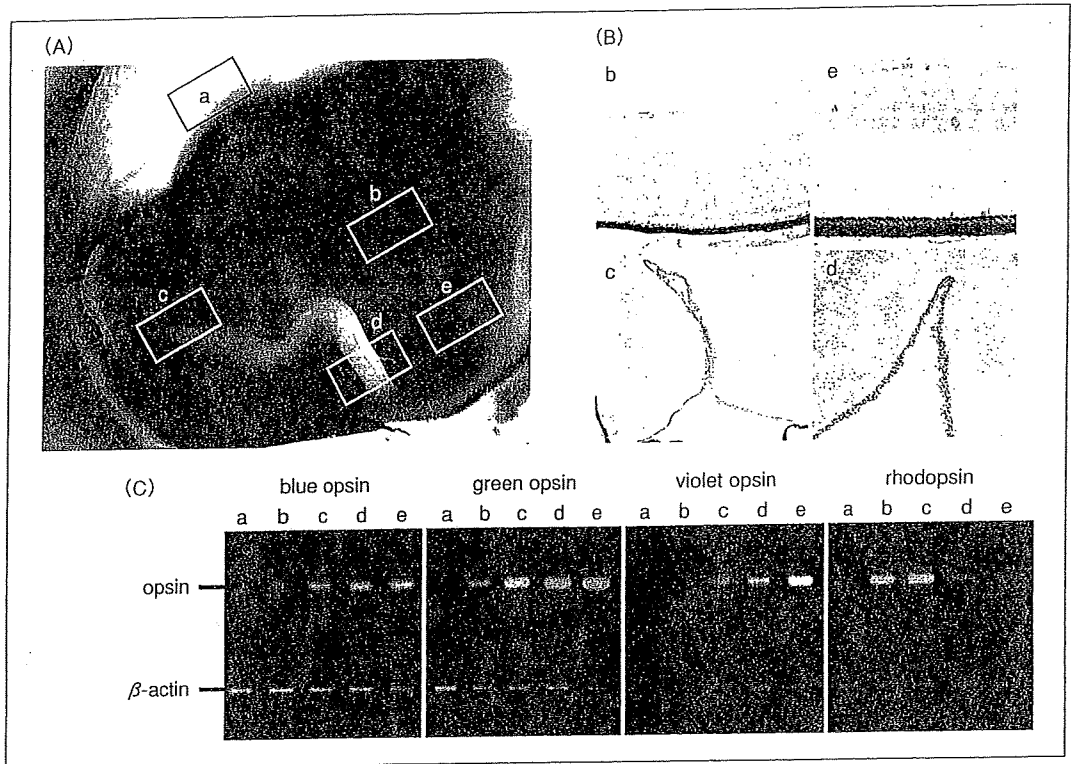 (A)
a
b
c
d
e
(B)
b
e
c
d
(C)
blue opsin
green opsin
violet opsin
rhodopsin
a b c d e a b c d e a b c d e a b c d e
opsin
β-actin